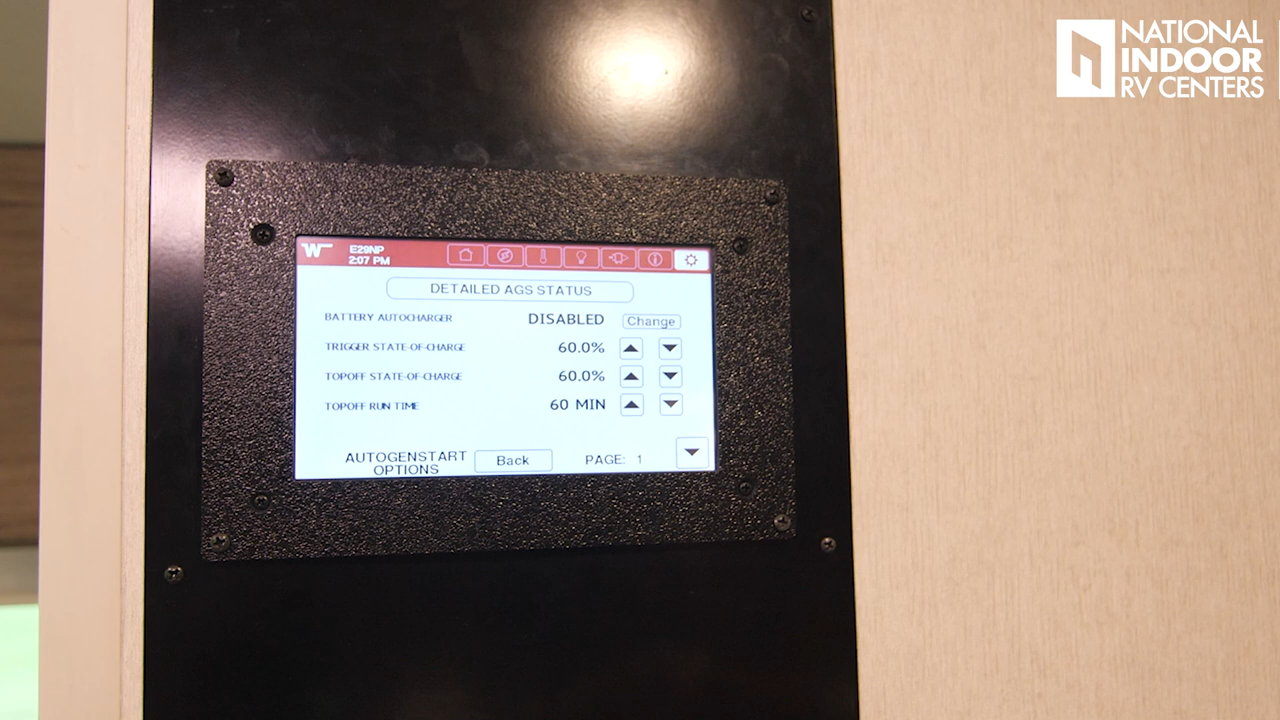 NATIONAL
INDOOR
RV CENTERS
W
E29NP
2:07 PM
DETAILED AGS STATUS
BATTERY AUTOCHARGER DISABLED Change
TRIGGER STATE-OF-CHARGE 60.0%
TOPOFF STATE-OF-CHARGE 60.0%
TOPOFF RUN TIME 60 MIN
AUTOGENSTART
OPTIONS
Back PAGE: 1